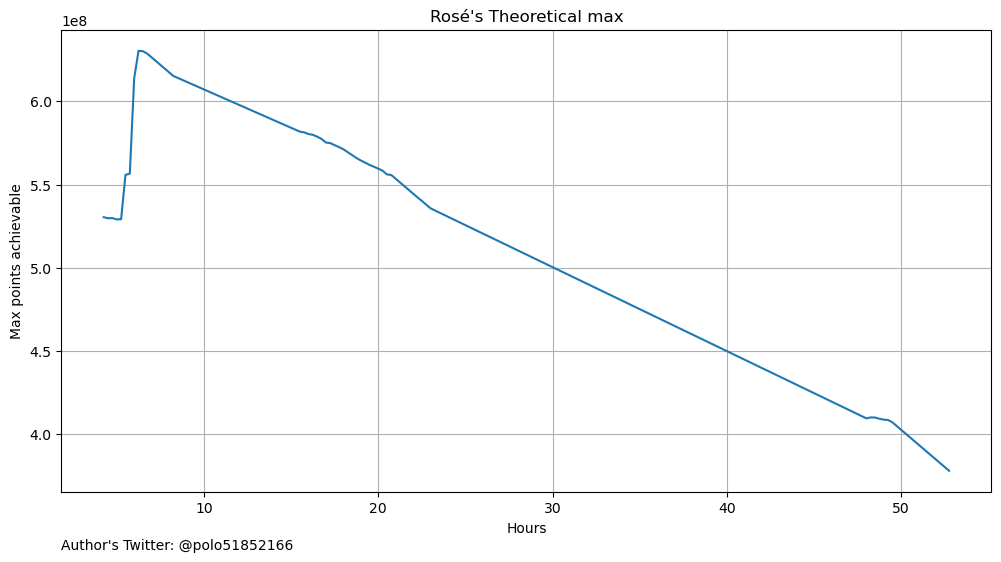 Rosé's Theoretical max
1e8
6.0
5.5
5.0
4.5
4.0
Max points achievable
10 20 30 40 50
Hours
Author's Twitter: @polo51852166